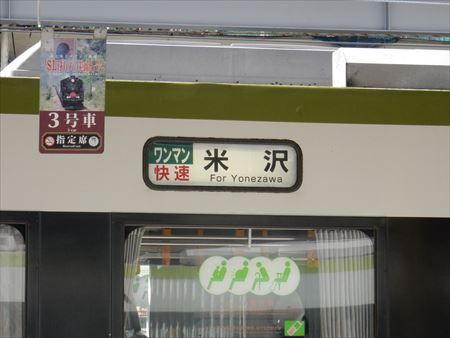 3号車
指定席
ワンマン
快速
米沢
For Yonezawa